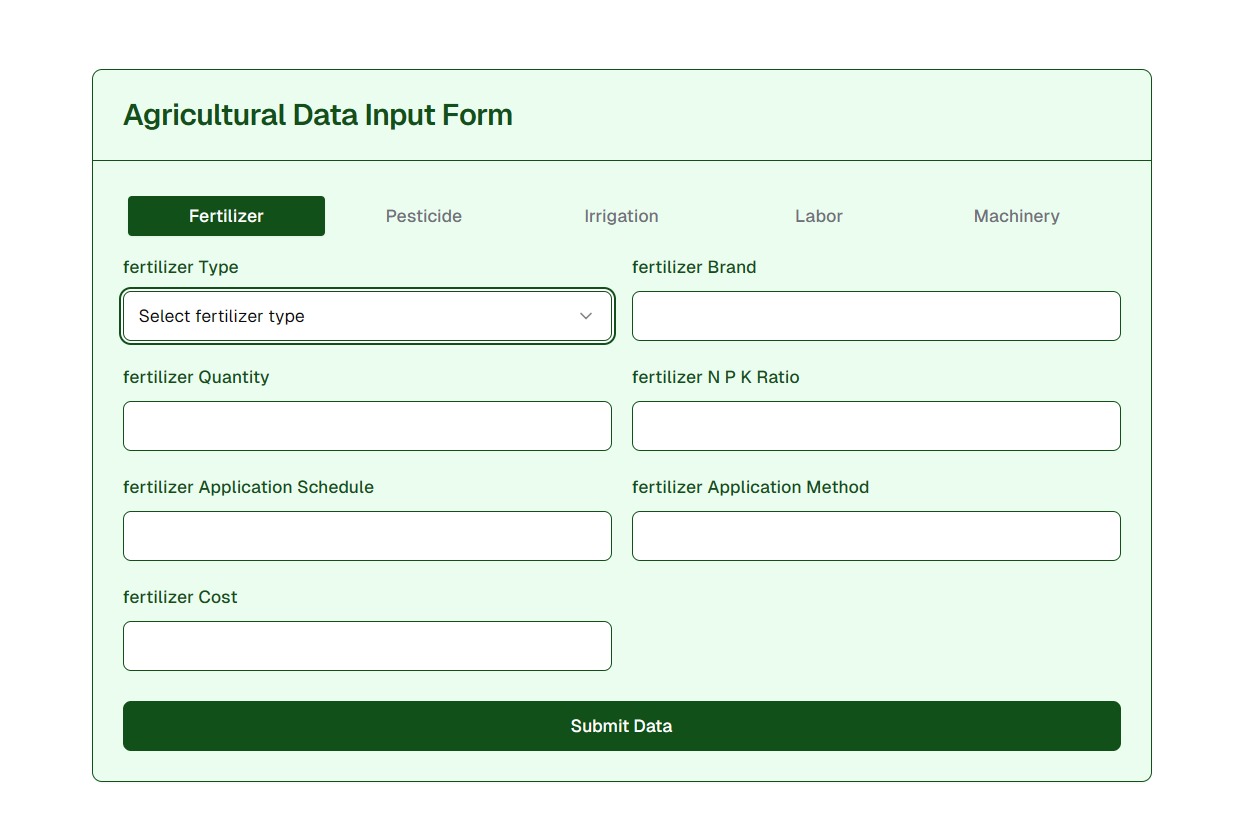 Agricultural Data Input Form
Fertilizer Pesticide Irrigation Labor Machinery
fertilizer Type fertilizer Brand
Select fertilizer type
fertilizer Quantity fertilizer N P K Ratio
fertilizer Application Schedule fertilizer Application Method
fertilizer Cost
Submit Data